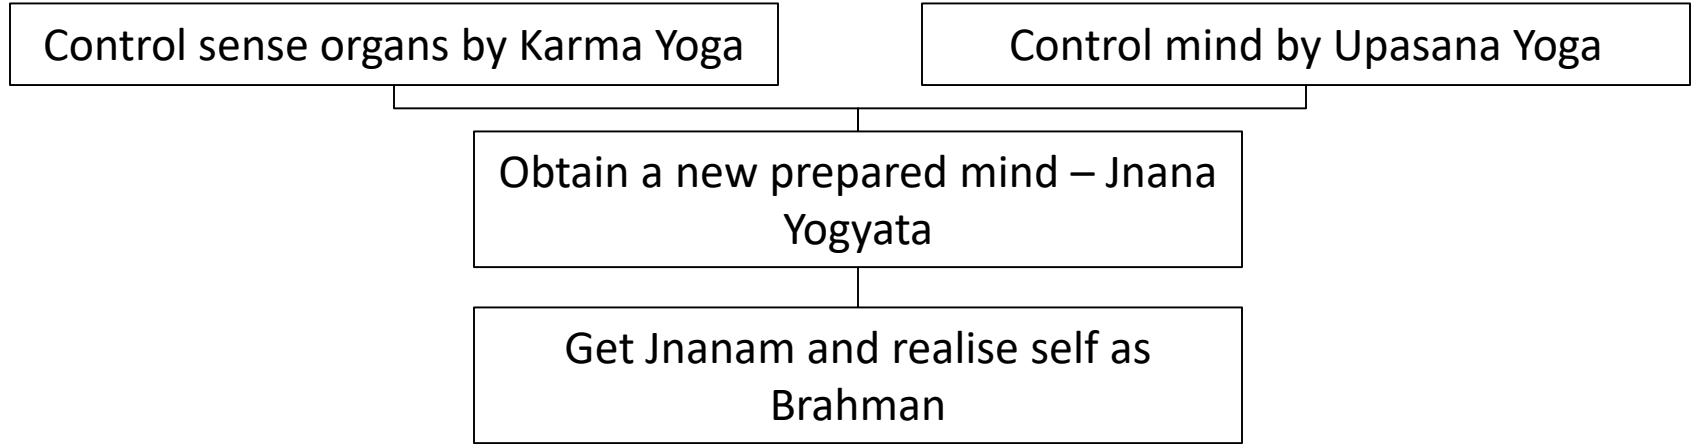 Control sense organs by Karma Yoga
Control mind by Upasana Yoga
Obtain a new prepared mind – Jnana
Yogyata
Get Jnanam and realise self as
Brahman